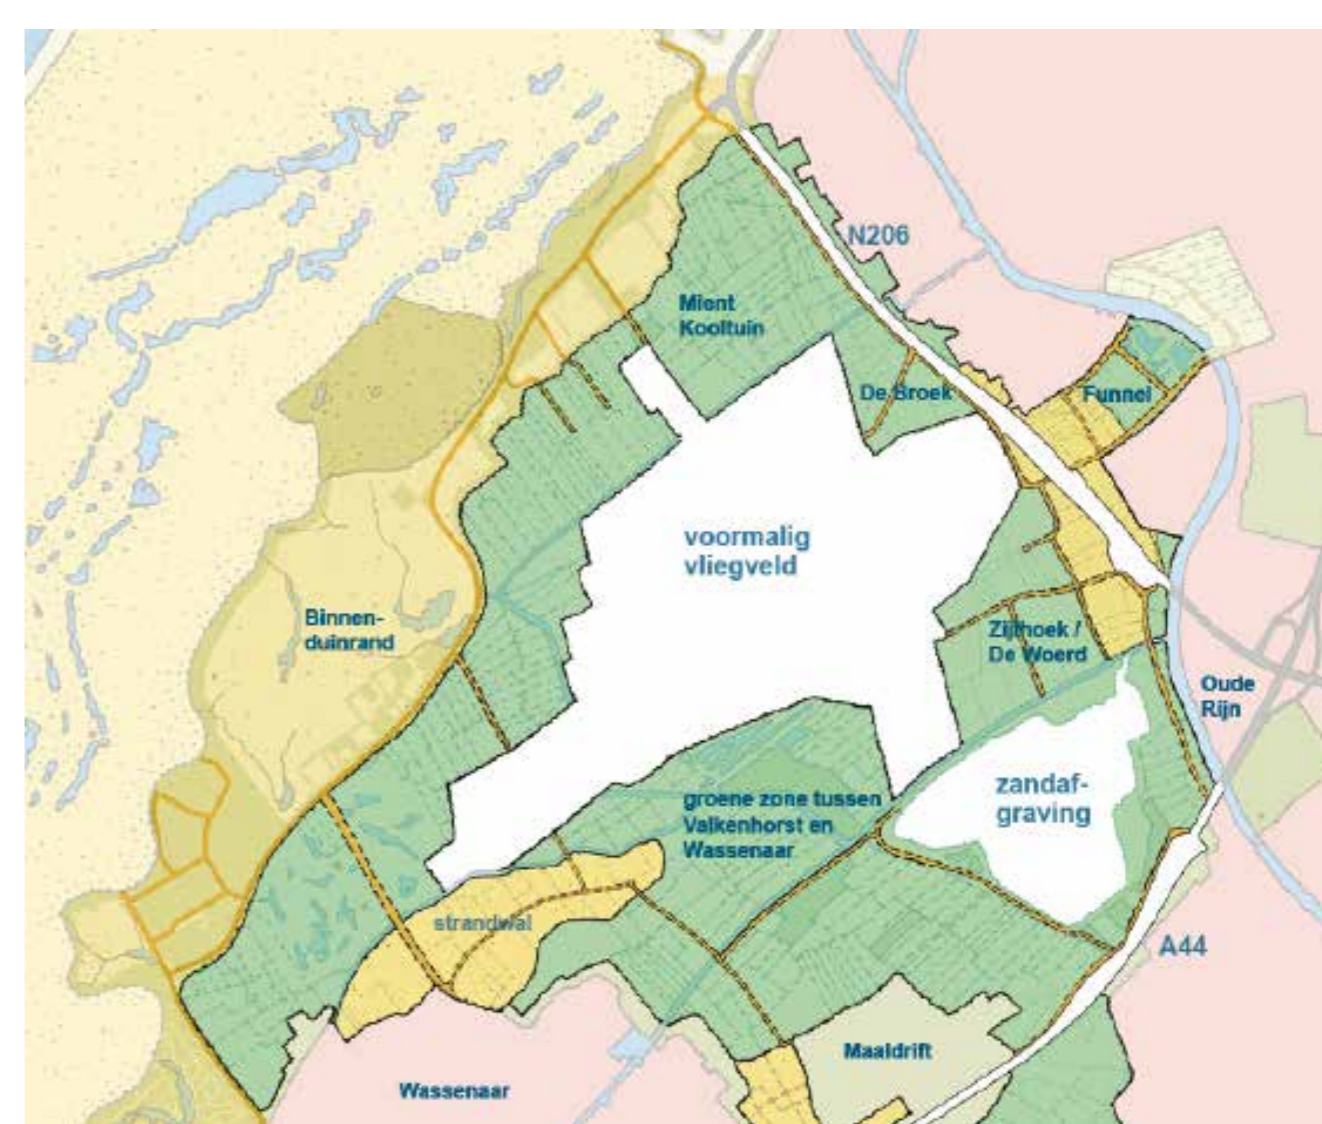 N206
Mient
Kooltuin
De Broek
Funnel
voormalig
vliegveld
Binnen-
duinrand
Zijlhoek /
De Woerd
Oude
Rijn
zandaf-
graving
groene zone tussen
Valkenhorst en
Wassenaar
strandwal
A44
Maaldrift
Wassenaar